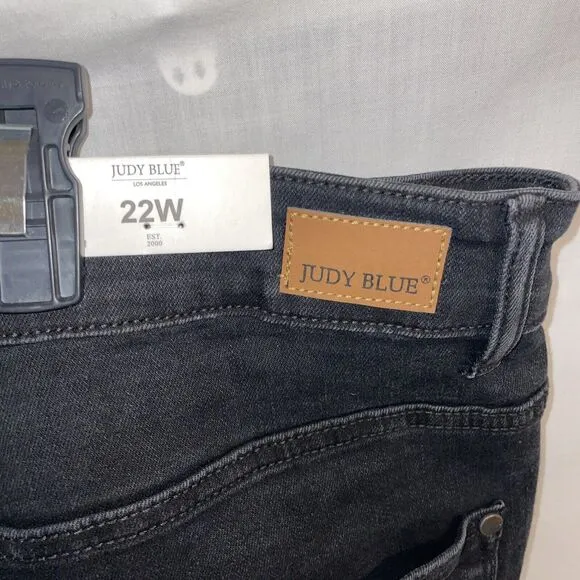 JUDY BLUE®
LOS ANGELES
22W
EST.
2000
JUDY BLUE®